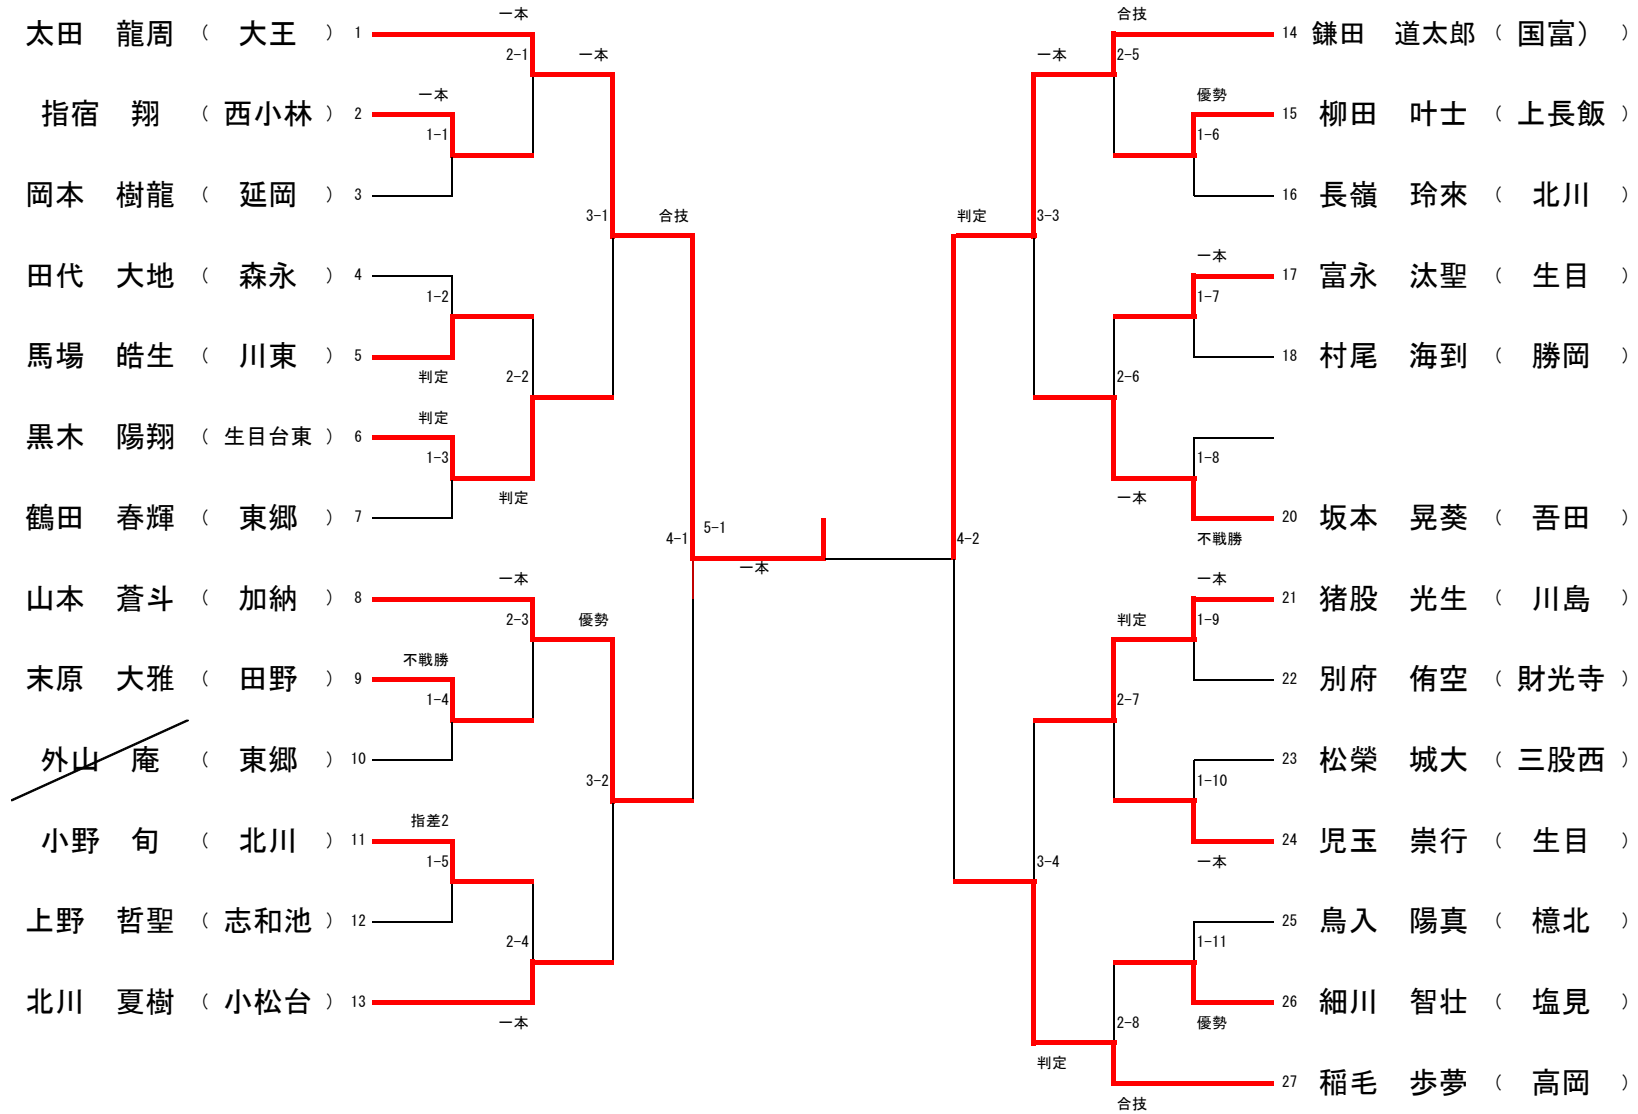 一本
太田　龍周 （ 大王 ） 1
2-1
一本
指宿　翔 （ 西小林 ） 2
一本
1-1
岡本　樹龍 （ 延岡 ） 3
3-1
合技
田代　大地 （ 森永 ） 4
1-2
馬場　皓生 （ 川東 ） 5
判定
2-2
黒木　陽翔 （ 生目台東 ） 6
判定
1-3
判定
鶴田　春輝 （ 東郷 ） 7
4-1
5-1
一本
山本　蒼斗 （ 加納 ） 8
一本
2-3
優勢
末原　大雅 （ 田野 ） 9
不戦勝
1-4
外山　庵 （ 東郷 ） 10
3-2
小野　旬 （ 北川 ） 11
指差2
1-5
上野　哲聖 （ 志和池 ） 12
2-4
北川　夏樹 （ 小松台 ） 13
一本
合技
14 鎌田　道太郎 （ 国富） ）
2-5
一本
優勢
15 柳田　叶士 （ 上長飯 ）
1-6
16 長嶺　玲來 （ 北川 ）
判定
3-3
一本
17 富永　汰聖 （ 生目 ）
1-7
18 村尾　海到 （ 勝岡 ）
2-6
1-8
一本
20 坂本　晃葵 （ 吾田 ）
不戦勝
4-2
一本
21 猪股　光生 （ 川島 ）
判定
1-9
22 別府　侑空 （ 財光寺 ）
2-7
23 松榮　城大 （ 三股西 ）
1-10
24 児玉　崇行 （ 生目 ）
一本
3-4
25 鳥入　陽真 （ 檍北 ）
1-11
26 細川　智壮 （ 塩見 ）
優勢
2-8
判定
27 稲毛　歩夢 （ 高岡 ）
合技